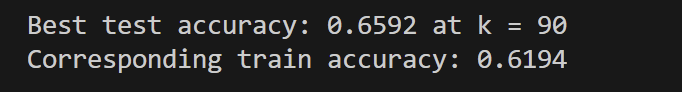 Best test accuracy: 0.6592 at k = 90
Corresponding train accuracy: 0.6194